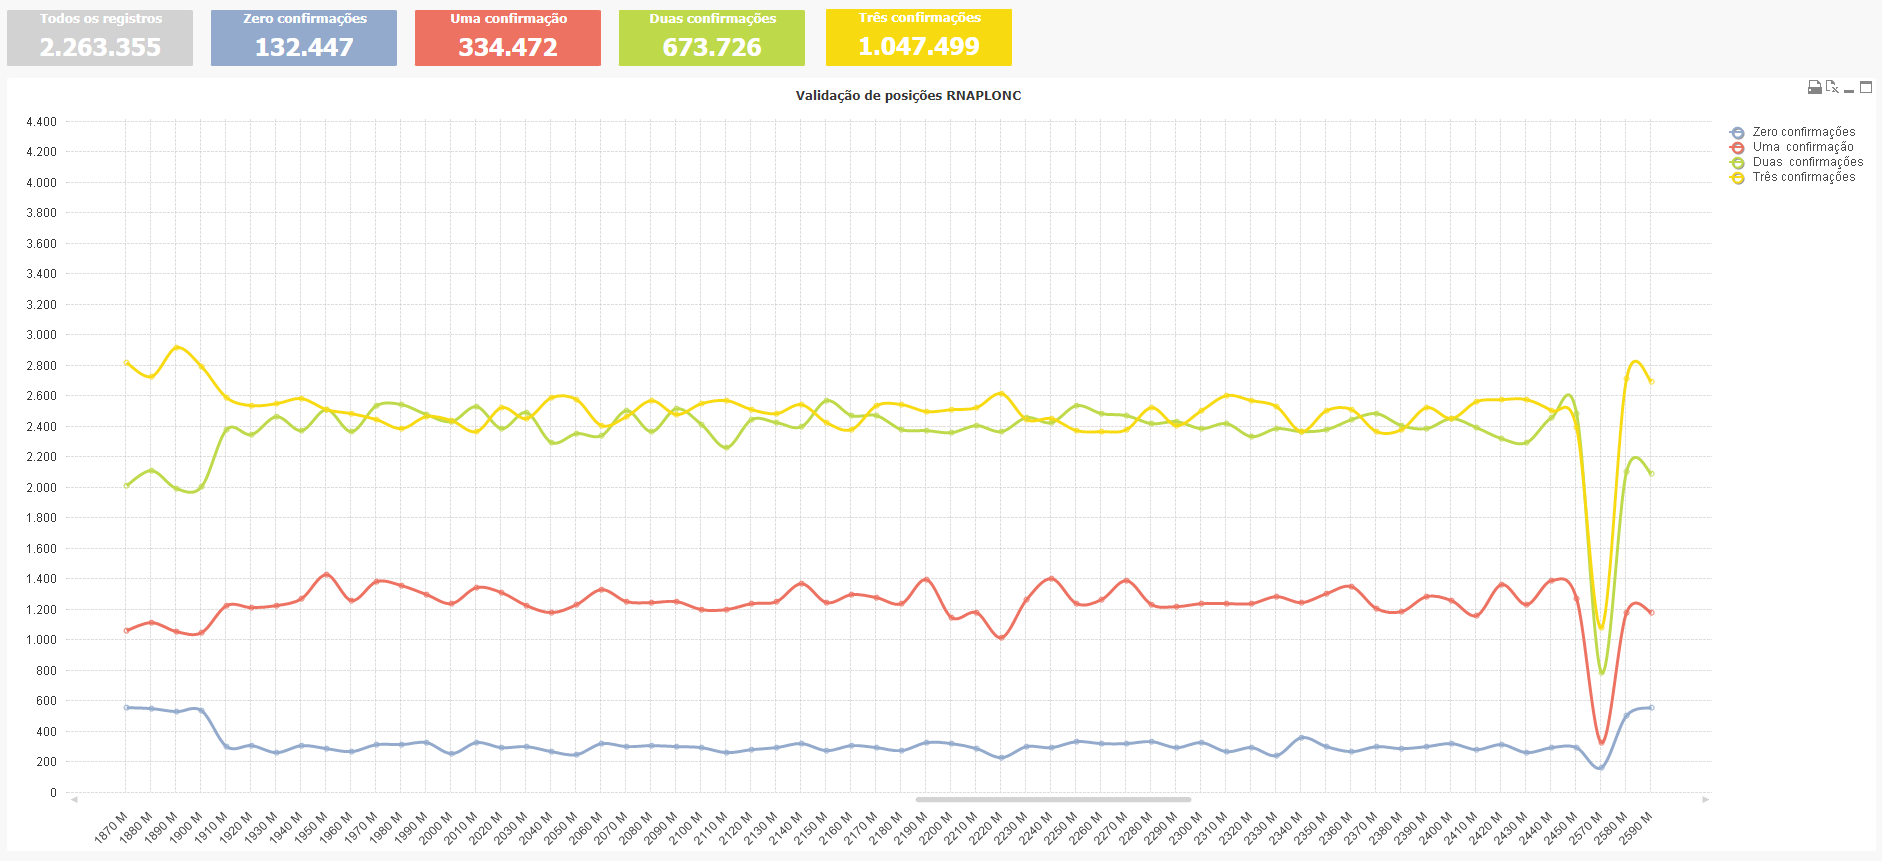 Todos os registros
2.263.355
Zero confirmações
132.447
Uma confirmação
334.472
Duas confirmações
673.726
Três confirmações
1.047.499
Validação de posições RNAPLONC
Zero confirmações
Uma confirmação
Duas confirmações
Três confirmações
4.400
4.200
4.000
3.800
3.600
3.400
3.200
3.000
2.800
2.600
2.400
2.200
2.000
1.800
1.600
1.400
1.200
1.000
800
600
400
200
0
1870 M
1880 M
1890 M
1900 M
1910 M
1920 M
1930 M
1940 M
1950 M
1960 M
1970 M
1980 M
1990 M
2000 M
2010 M
2020 M
2030 M
2040 M
2050 M
2060 M
2070 M
2080 M
2090 M
2100 M
2110 M
2120 M
2130 M
2140 M
2150 M
2160 M
2170 M
2180 M
2190 M
2200 M
2210 M
2220 M
2230 M
2240 M
2250 M
2260 M
2270 M
2280 M
2290 M
2300 M
2310 M
2320 M
2330 M
2340 M
2350 M
2360 M
2370 M
2380 M
2390 M
2400 M
2410 M
2420 M
2430 M
2440 M
2450 M
2570 M
2580 M
2590 M